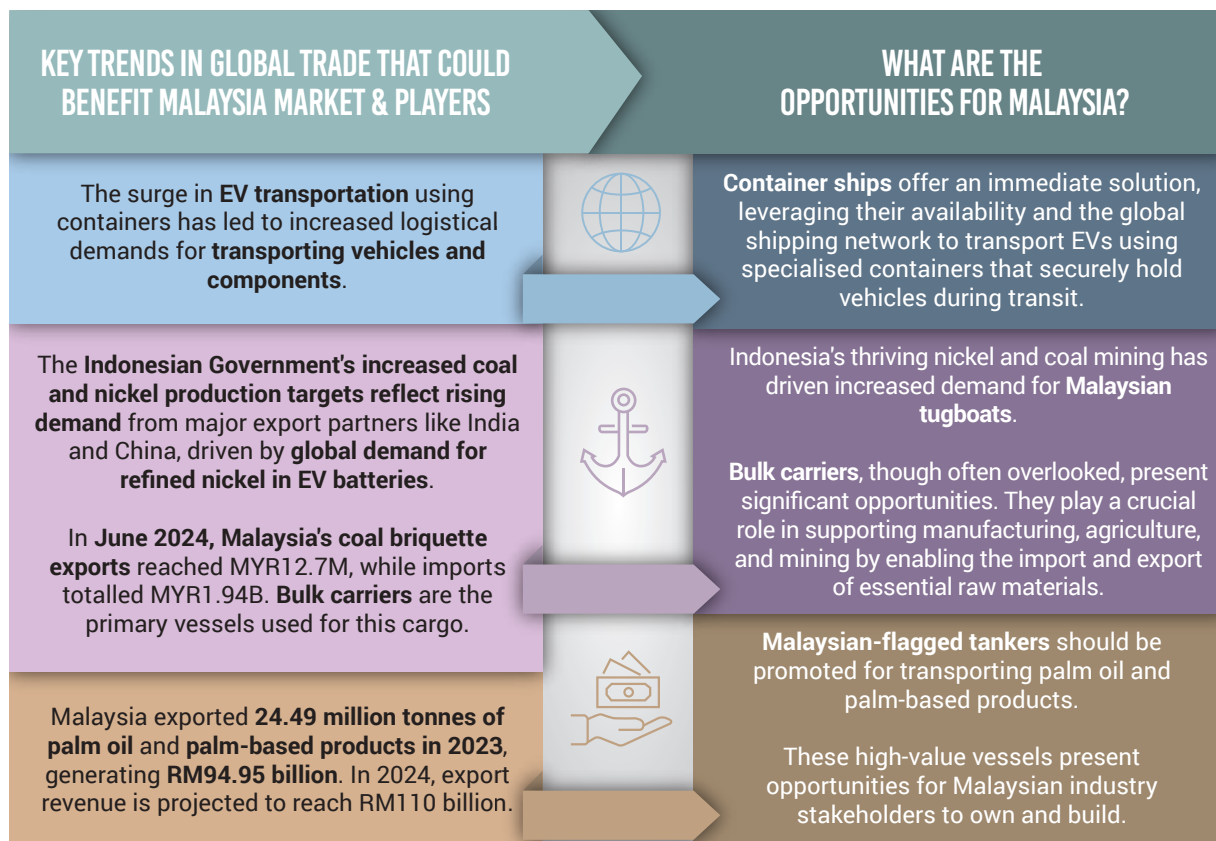 KEY TRENDS IN GLOBAL TRADE THAT COULD
BENEFIT MALAYSIA MARKET & PLAYERS
WHAT ARE THE
OPPORTUNITIES FOR MALAYSIA?
The surge in EV transportation using
containers has led to increased logistical
demands for transporting vehicles and
components.
Container ships offer an immediate solution,
leveraging their availability and the global
shipping network to transport EVs using
specialised containers that securely hold
vehicles during transit.
The Indonesian Government's increased coal
and nickel production targets reflect rising
demand from major export partners like India
and China, driven by global demand for
refined nickel in EV batteries.
In June 2024, Malaysia's coal briquette
exports reached MYR12.7M, while imports
totalled MYR1.94B. Bulk carriers are the
primary vessels used for this cargo.
Indonesia's thriving nickel and coal mining has
driven increased demand for Malaysian
tugboats.
Bulk carriers, though often overlooked, present
significant opportunities. They play a crucial
role in supporting manufacturing, agriculture,
and mining by enabling the import and export
of essential raw materials.
Malaysia exported 24.49 million tonnes of
palm oil and palm-based products in 2023,
generating RM94.95 billion. In 2024, export
revenue is projected to reach RM110 billion.
Malaysian-flagged tankers should be
promoted for transporting palm oil and
palm-based products.
These high-value vessels present
opportunities for Malaysian industry
stakeholders to own and build.